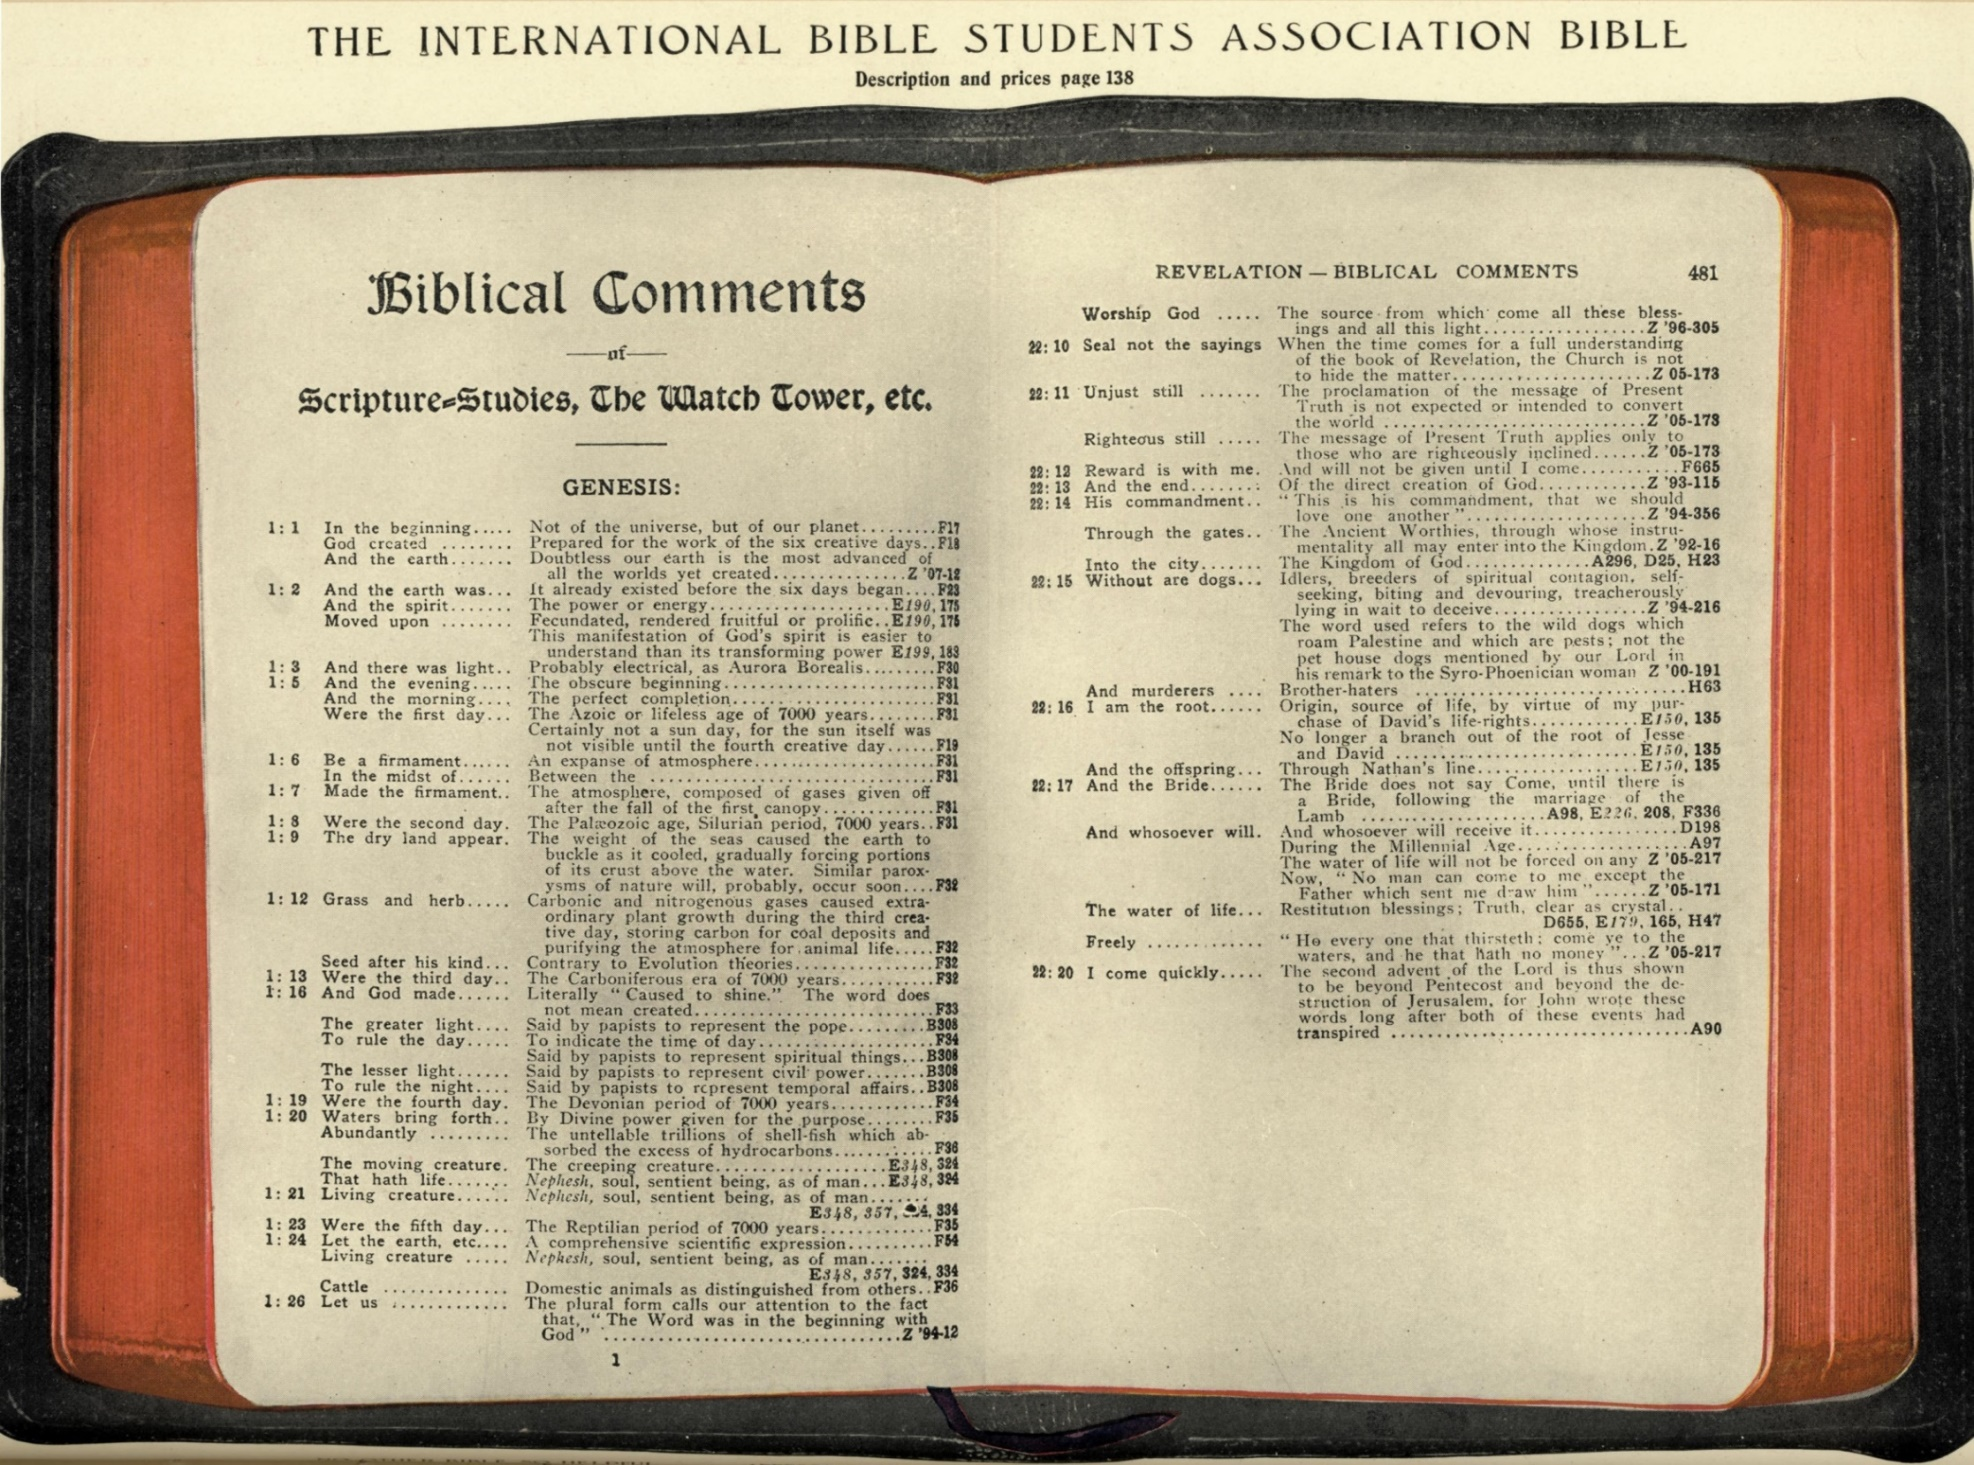 THE INTERNATIONAL BIBLE STUDENTS ASSOCIATION BIBLE
Description and prices page 138
Biblical Comments
of
Scripture-Studies, The Watch Tower, etc.
GENESIS:
1: 1 In the beginning..... Not of the universe, but of our planet.........F17
God created ........ Prepared for the work of the six creative days..F18
And the earth....... Doubtless our earth is the most advanced of
all the worlds yet created...............Z '07-12
1: 2 And the earth was... It already existed before the six days began....F23
And the spirit....... The power or energy....................E190, 175
Moved upon ........ Fecundated, rendered fruitful or prolific..E190, 175
This manifestation of God's spirit is easier to
understand than its transforming power E199, 183
1: 3 And there was light.. Probably electrical, as Aurora Borealis.........F30
1: 5 And the evening..... The obscure beginning........................F31
And the morning.... The perfect completion.......................F31
Were the first day... The Azoic or lifeless age of 7000 years........F31
Certainly not a sun day, for the sun itself was
not visible until the fourth creative day......F19
1: 6 Be a firmament...... An expanse of atmosphere.....................F31
In the midst of...... Between the .................................F31
1: 7 Made the firmament.. The atmosphere, composed of gases given off
after the fall of the first canopy.............F31
1: 8 Were the second day. The Palæozoic age, Silurian period, 7000 years..F31
1: 9 The dry land appear. The weight of the seas caused the earth to
buckle as it cooled, gradually forcing portions
of its crust above the water. Similar parox-
ysms of nature will, probably, occur soon....F32
1: 12 Grass and herb..... Carbonic and nitrogenous gases caused extra-
ordinary plant growth during the third crea-
tive day, storing carbon for coal deposits and
purifying the atmosphere for animal life.....F32
Seed after his kind... Contrary to Evolution theories................F32
1: 13 Were the third day.. The Carboniferous era of 7000 years...........F32
1: 16 And God made...... Literally "Caused to shine." The word does
not mean created...........................F33
The greater light.... Said by papists to represent the pope.........B308
To rule the day..... To indicate the time of day....................F34
Said by papists to represent spiritual things...B308
The lesser light...... Said by papists to represent civil power.......B308
To rule the night.... Said by papists to represent temporal affairs..B308
1: 19 Were the fourth day. The Devonian period of 7000 years............F34
1: 20 Waters bring forth.. By Divine power given for the purpose........F35
Abundantly ......... The untellable trillions of shell-fish which ab-
sorbed the excess of hydrocarbons............F36
The moving creature. The creeping creature...................E348, 324
That hath life....... Nephesh, soul, sentient being, as of man...E348, 324
1: 21 Living creature...... Nephesh, soul, sentient being, as of man.......
E348, 357, 334
1: 23 Were the fifth day... The Reptilian period of 7000 years.............F35
1: 24 Let the earth, etc.... A comprehensive scientific expression..........F54
Living creature ..... Nephesh, soul, sentient being, as of man.......
E348, 357, 324, 334
Cattle .............. Domestic animals as distinguished from others..F36
1: 26 Let us ............. The plural form calls our attention to the fact
that, "The Word was in the beginning with
God" ..................................Z '94-12
1
REVELATION — BIBLICAL COMMENTS 481
Worship God ..... The source from which come all these bless-
ings and all this light..................Z '96-305
22: 10 Seal not the sayings When the time comes for a full understanding
of the book of Revelation, the Church is not
to hide the matter.......................Z 05-173
22: 11 Unjust still ....... The proclamation of the message of Present
Truth is not expected or intended to convert
the world .............................Z '05-173
Righteous still ..... The message of Present Truth applies only to
those who are righteously inclined......Z '05-173
22: 12 Reward is with me. And will not be given until I come...........F665
22: 13 And the end........ Of the direct creation of God............Z '93-115
22: 14 His commandment.. "This is his commandment, that we should
love one another"....................Z '94-356
Through the gates.. The Ancient Worthies, through whose instru-
mentality all may enter into the Kingdom.Z '92-16
Into the city....... The Kingdom of God.............A296, D25, H23
22: 15 Without are dogs... Idlers, breeders of spiritual contagion, self-
seeking, biting and devouring, treacherously
lying in wait to deceive.................Z '94-216
The word used refers to the wild dogs which
roam Palestine and which are pests; not the
pet house dogs mentioned by our Lord in
his remark to the Syro-Phoenician woman Z '00-191
And murderers .... Brother-haters ..............................H63
22: 16 I am the root...... Origin, source of life, by virtue of my pur-
chase of David's life-rights............E150, 135
No longer a branch out of the root of Jesse
and David ...........................E150, 135
And the offspring... Through Nathan's line..................E150, 135
22: 17 And the Bride...... The Bride does not say Come, until there is
a Bride, following the marriage of the
Lamb ....................A98, E226, 208, F336
And whosoever will. And whosoever will receive it................D198
During the Millennial Age....................A97
The water of life will not be forced on any Z '05-217
Now, "No man can come to me except the
Father which sent me draw him"......Z '05-171
The water of life... Restitution blessings; Truth, clear as crystal..
D655, E179, 165, H47
Freely ............. "Ho every one that thirsteth; come ye to the
waters, and he that hath no money"...Z '05-217
22: 20 I come quickly..... The second advent of the Lord is thus shown
to be beyond Pentecost and beyond the de-
struction of Jerusalem, for John wrote these
words long after both of these events had
transpired .................................A90